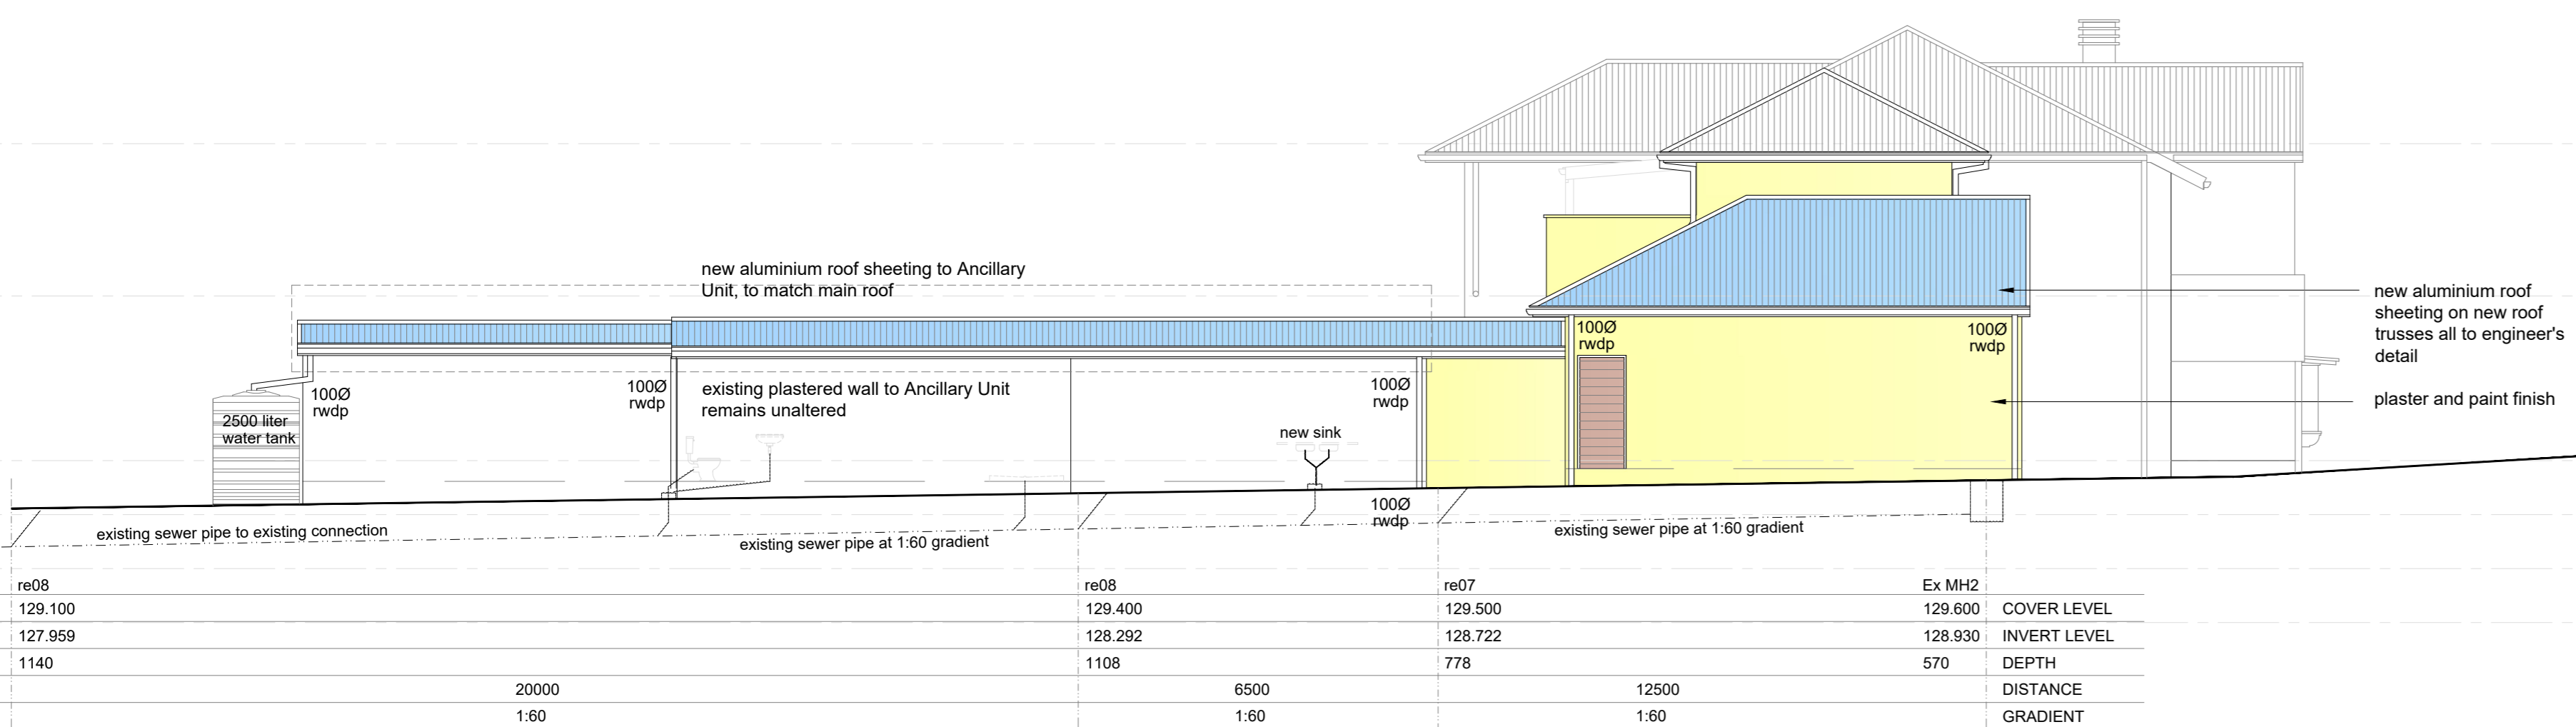 new aluminium roof sheeting to Ancillary
Unit, to match main roof
new aluminium roof
sheeting on new roof
trusses all to engineer's
detail
100Ø
rwdp
100Ø
rwdp
100Ø
rwdp
100Ø
rwdp
100Ø
rwdp
existing plastered wall to Ancillary Unit
remains unaltered
plaster and paint finish
2500 liter
water tank
new sink
100Ø
rwdp
existing sewer pipe to existing connection
existing sewer pipe at 1:60 gradient
existing sewer pipe at 1:60 gradient
re08
re08
re07
Ex MH2
129.100
129.400
129.500
129.600
COVER LEVEL
127.959
128.292
128.722
128.930
INVERT LEVEL
1140
1108
778
570
DEPTH
20000
6500
12500
DISTANCE
1:60
1:60
1:60
GRADIENT